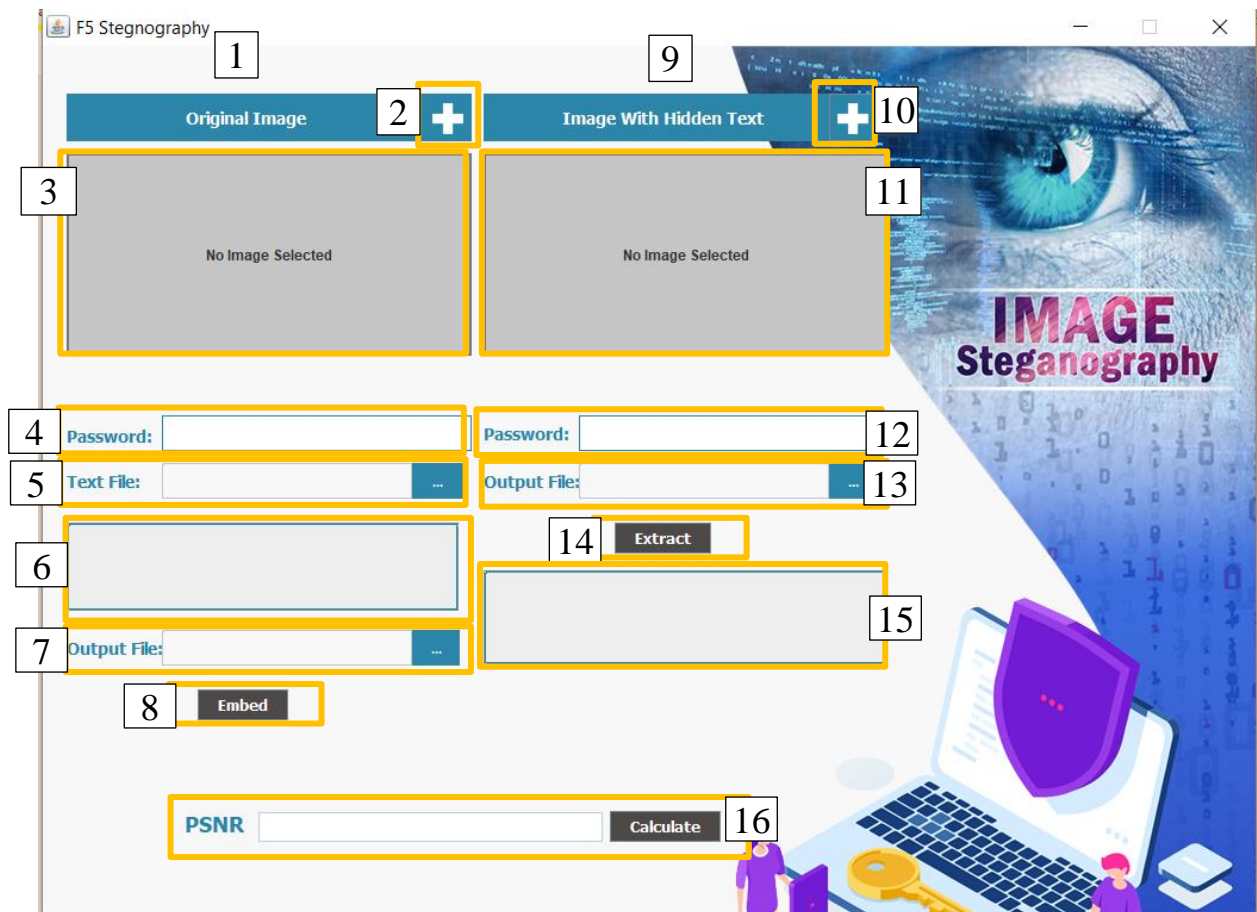 F5 Stegnography
1
9
Original Image
2
Image With Hidden Text
10
3
11
No Image Selected
No Image Selected
IMAGE
Steganography
4
Password:
Password:
12
5
Text File:
...
Output File:
...
13
14
Extract
6
15
7
Output File:
...
8
Embed
PSNR
Calculate
16